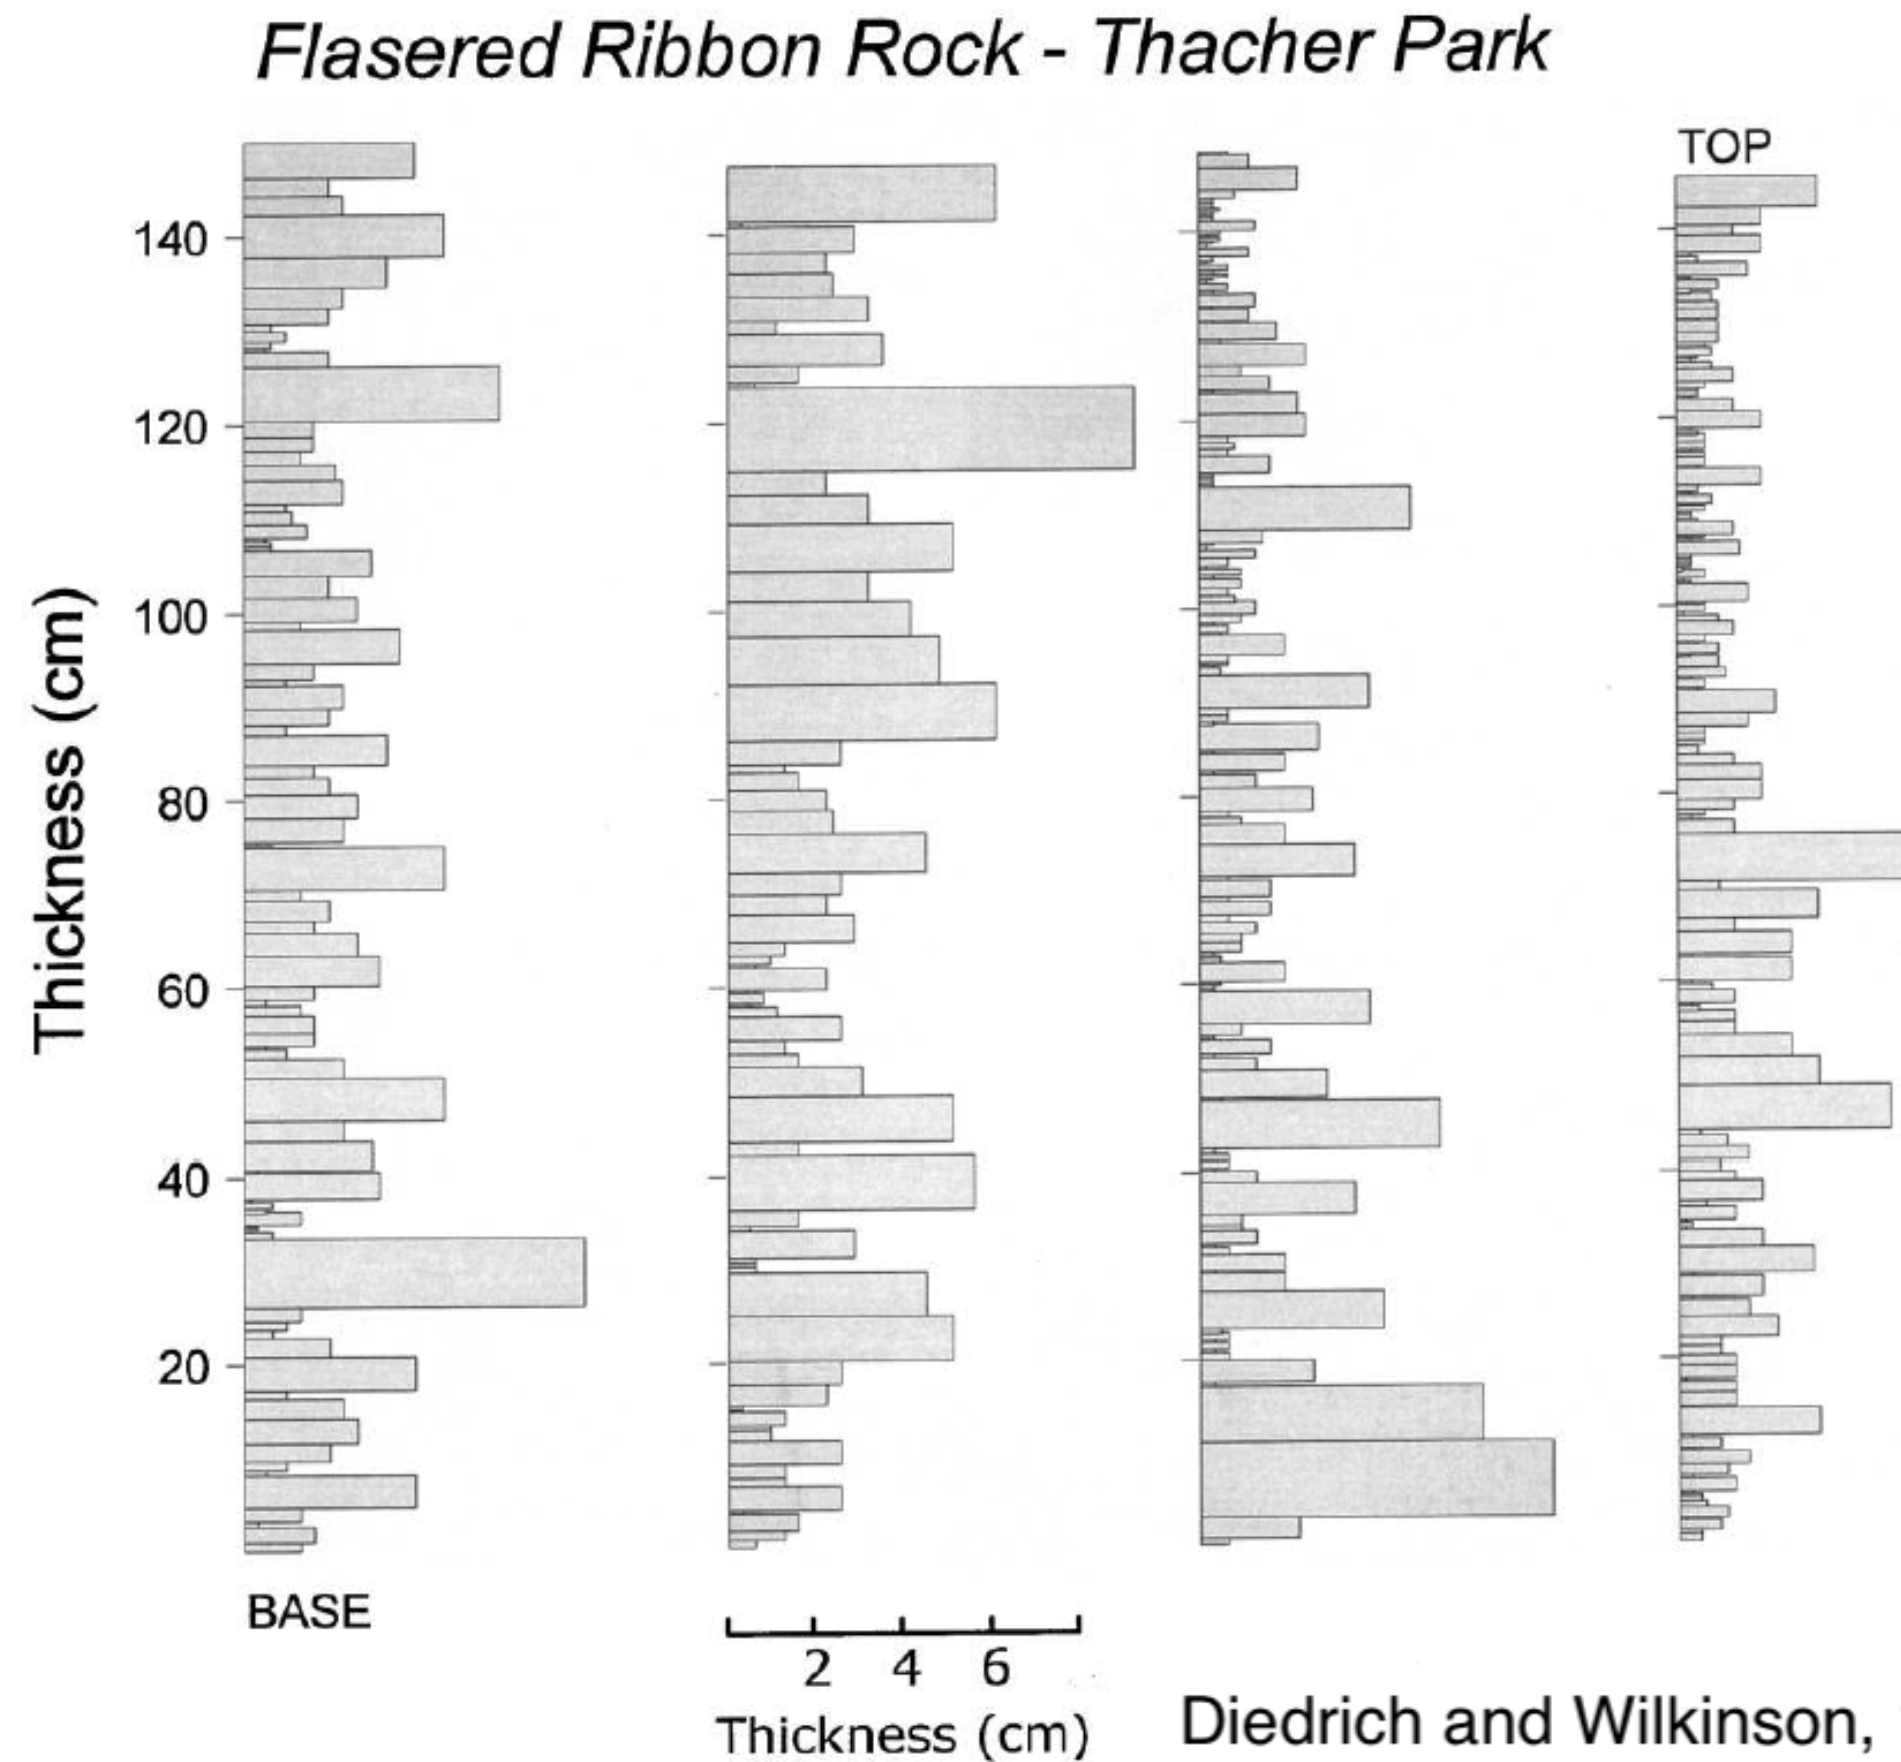 Flasered Ribbon Rock - Thacher Park
TOP
140
120
100
80
60
40
20
Thickness (cm)
BASE
2 4 6
Thickness (cm)
Diedrich and Wilkinson,